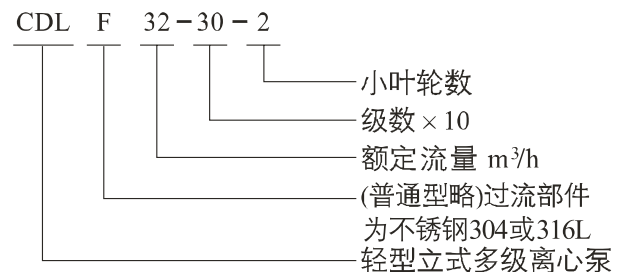 CDL F 32-30-2
小叶轮数
级数×10
额定流量 m³/h
(普通型略)过流部件
为不锈钢304或316L
轻型立式多级离心泵